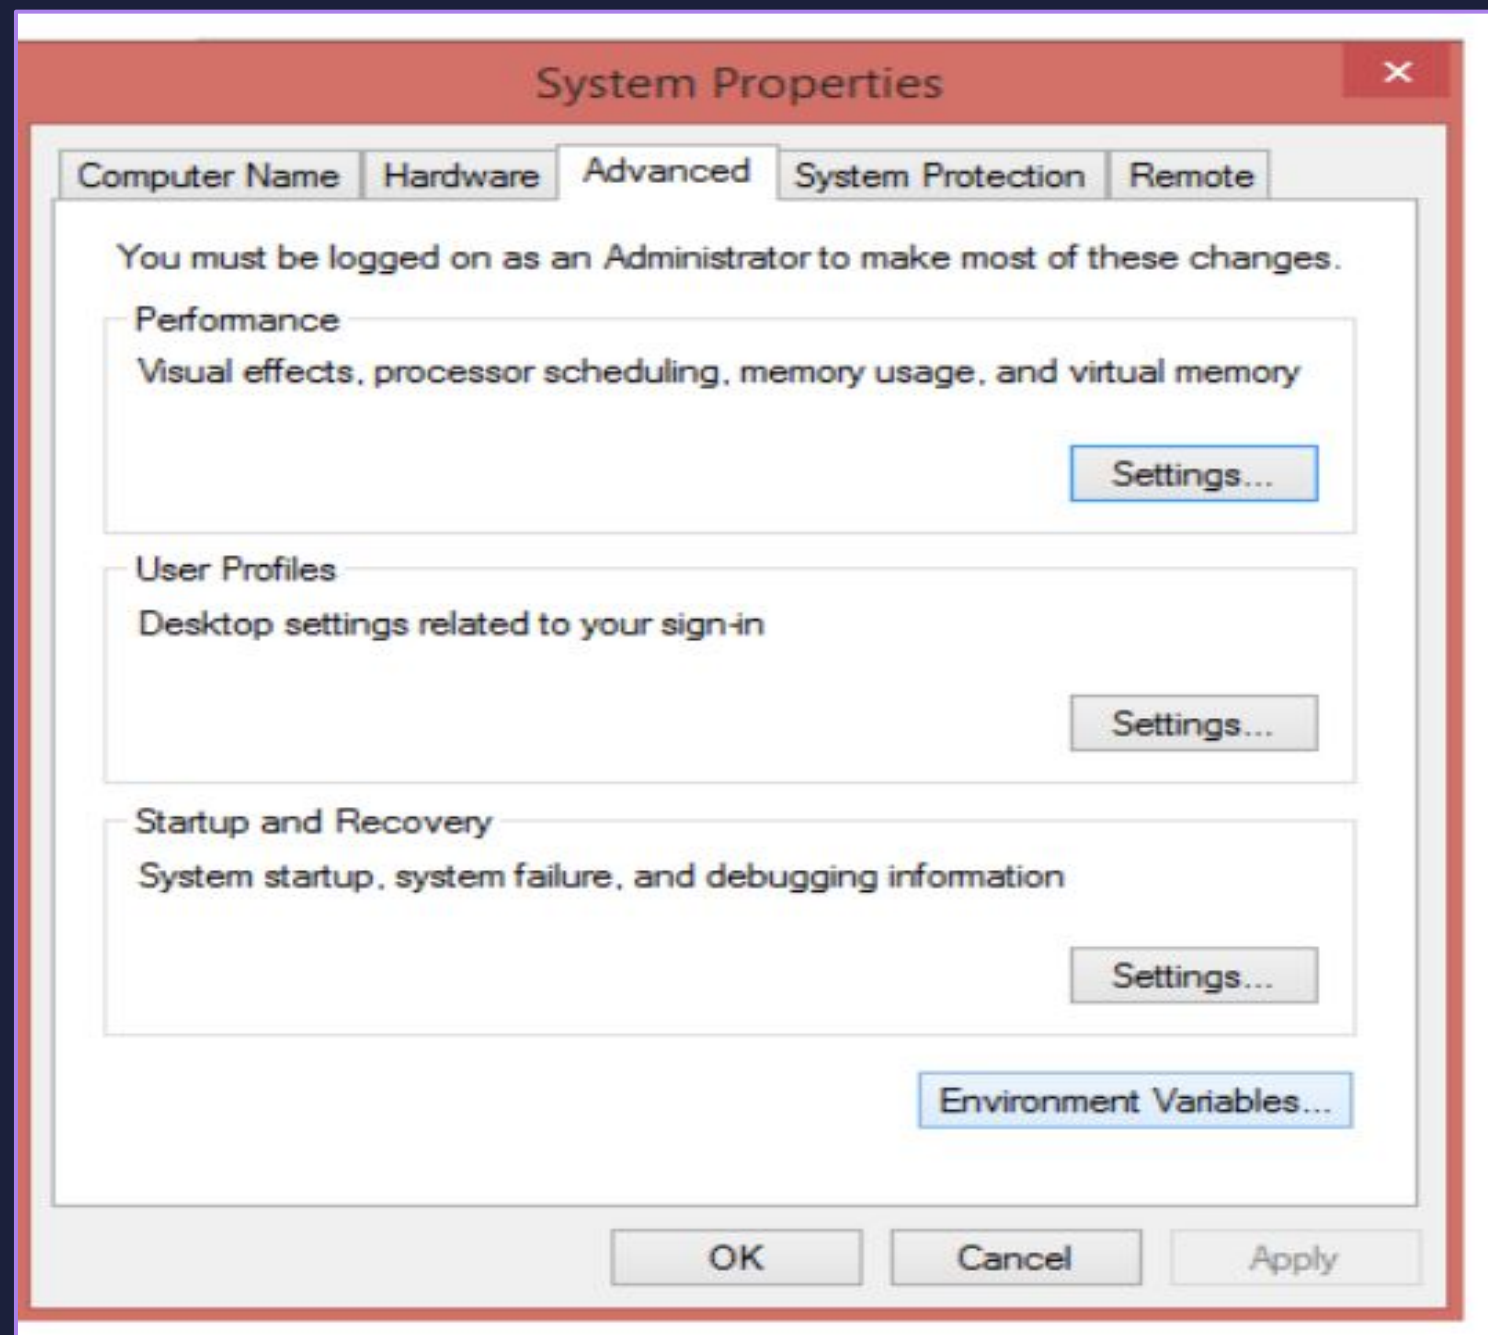 System Properties
Computer Name Hardware Advanced System Protection Remote
You must be logged on as an Administrator to make most of these changes.
Performance
Visual effects, processor scheduling, memory usage, and virtual memory
Settings...
User Profiles
Desktop settings related to your sign-in
Settings...
Startup and Recovery
System startup, system failure, and debugging information
Settings...
Environment Variables...
OK Cancel Apply